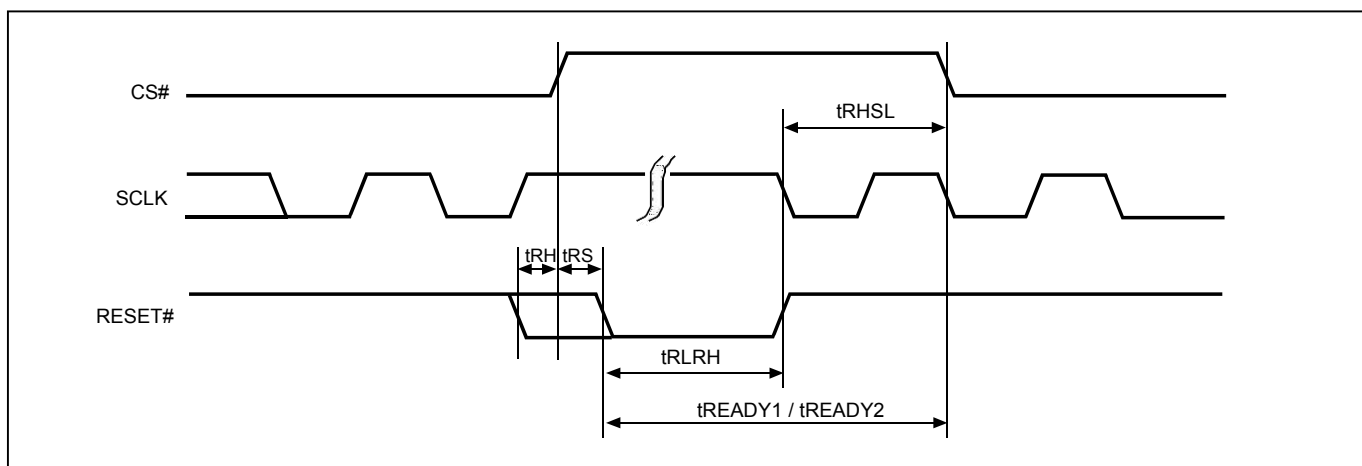 CS#
tRHSL
SCLK
tRH tRS
RESET#
tRLRH
tREADY1 / tREADY2